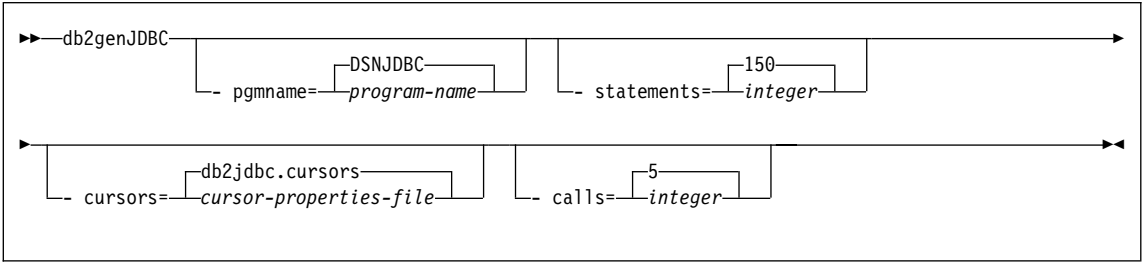 db2genJDBC
DSNJDBC
- pgmname= program-name
150
- statements= integer
db2jdbc.cursors
- cursors= cursor-properties-file
5
- calls= integer